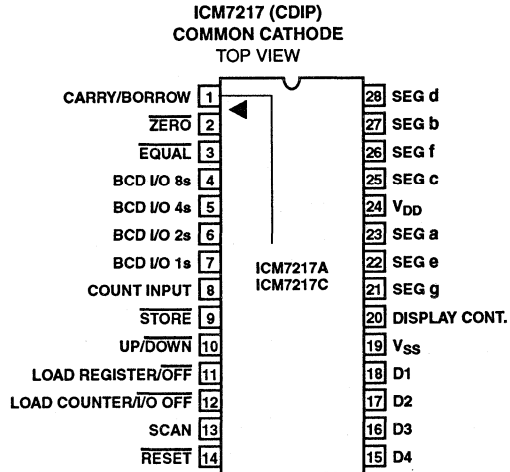 ICM7217 (CDIP)
COMMON CATHODE
TOP VIEW
CARRY/BORROW 1 28 SEG d
ZERO 2 27 SEG b
EQUAL 3 26 SEG f
BCD I/O 8s 4 25 SEG c
BCD I/O 4s 5 24 VDD
BCD I/O 2s 6 23 SEG a
BCD I/O 1s 7 22 SEG e
ICM7217A
COUNT INPUT 8 21 SEG g
ICM7217C
STORE 9 20 DISPLAY CONT.
UP/DOWN 10 19 VSS
LOAD REGISTER/OFF 11 18 D1
LOAD COUNTER/I/O OFF 12 17 D2
SCAN 13 16 D3
RESET 14 15 D4